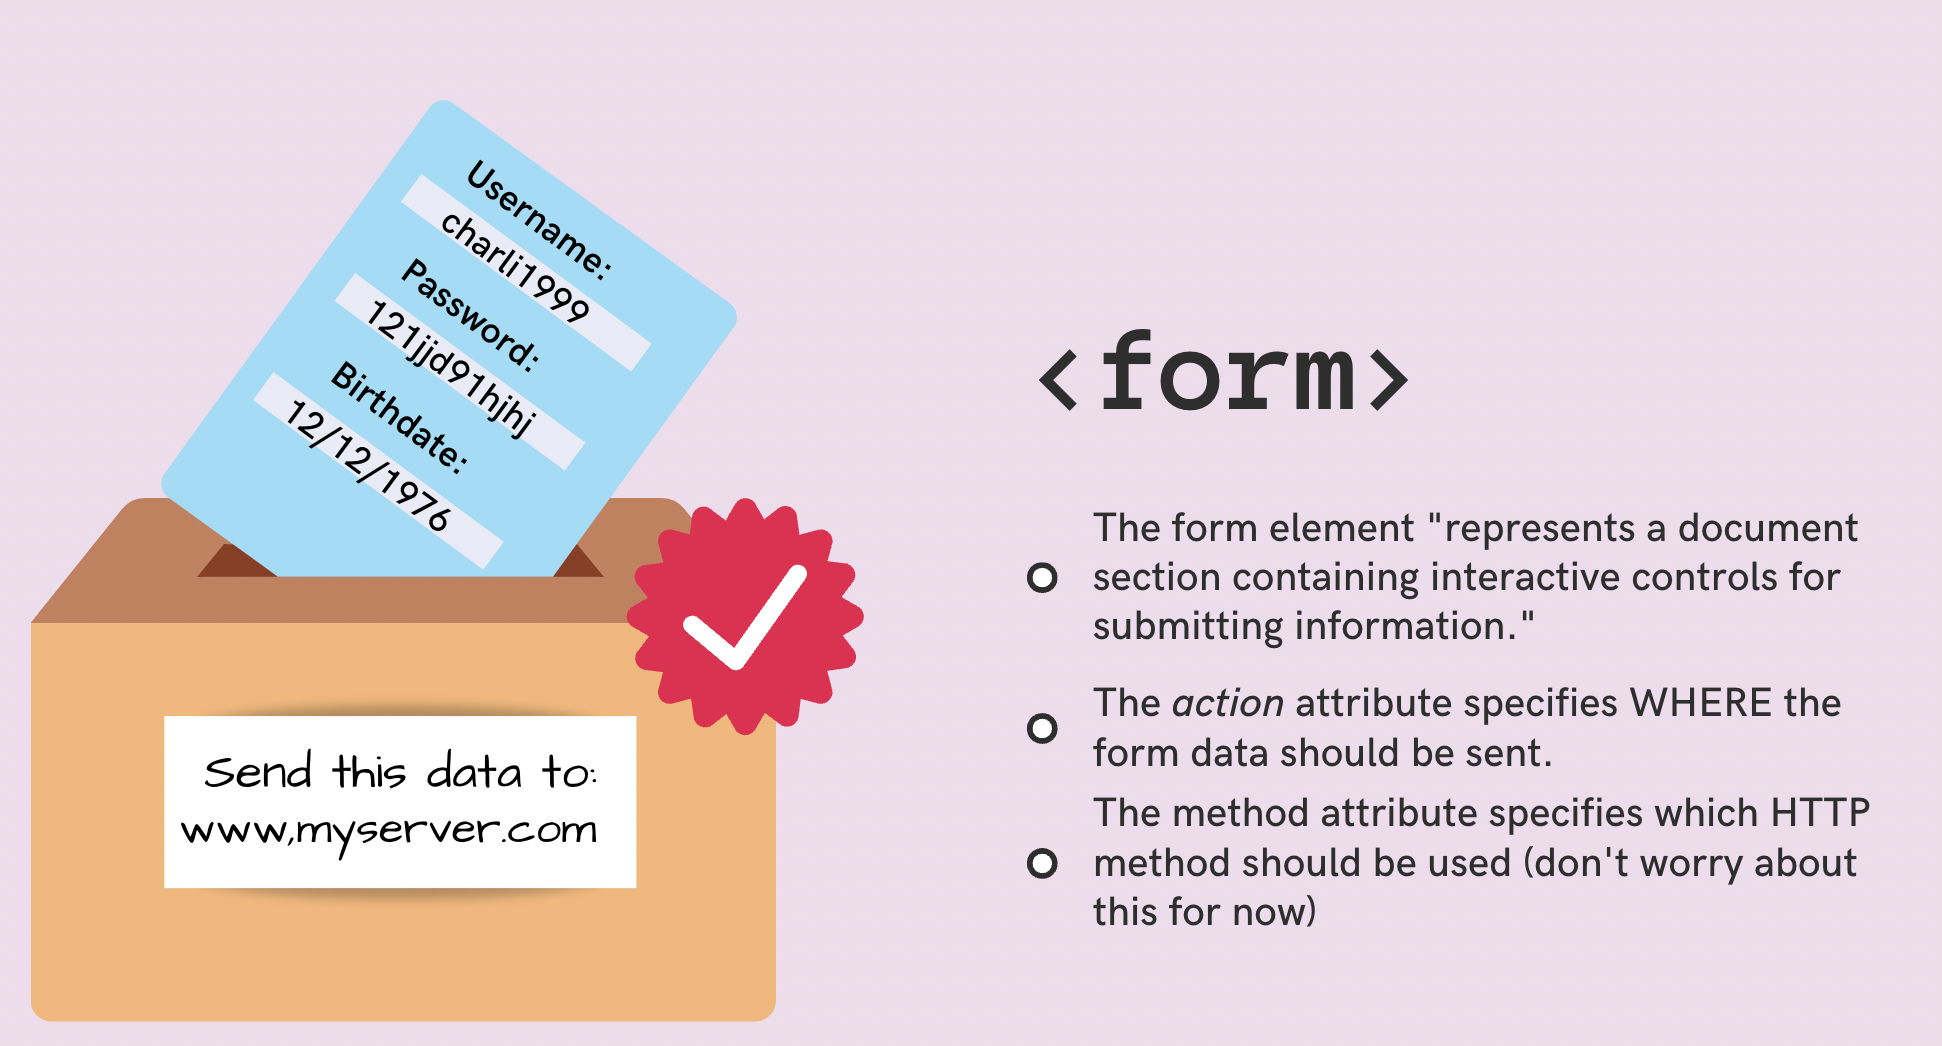 Username:
charli1999
Password:
121jjd91hjhj
Birthdate:
12/12/1976
Send this data to:
www,myserver.com
<form>
The form element "represents a document
section containing interactive controls for
submitting information."
The action attribute specifies WHERE the
form data should be sent.
The method attribute specifies which HTTP
method should be used (don't worry about
this for now)